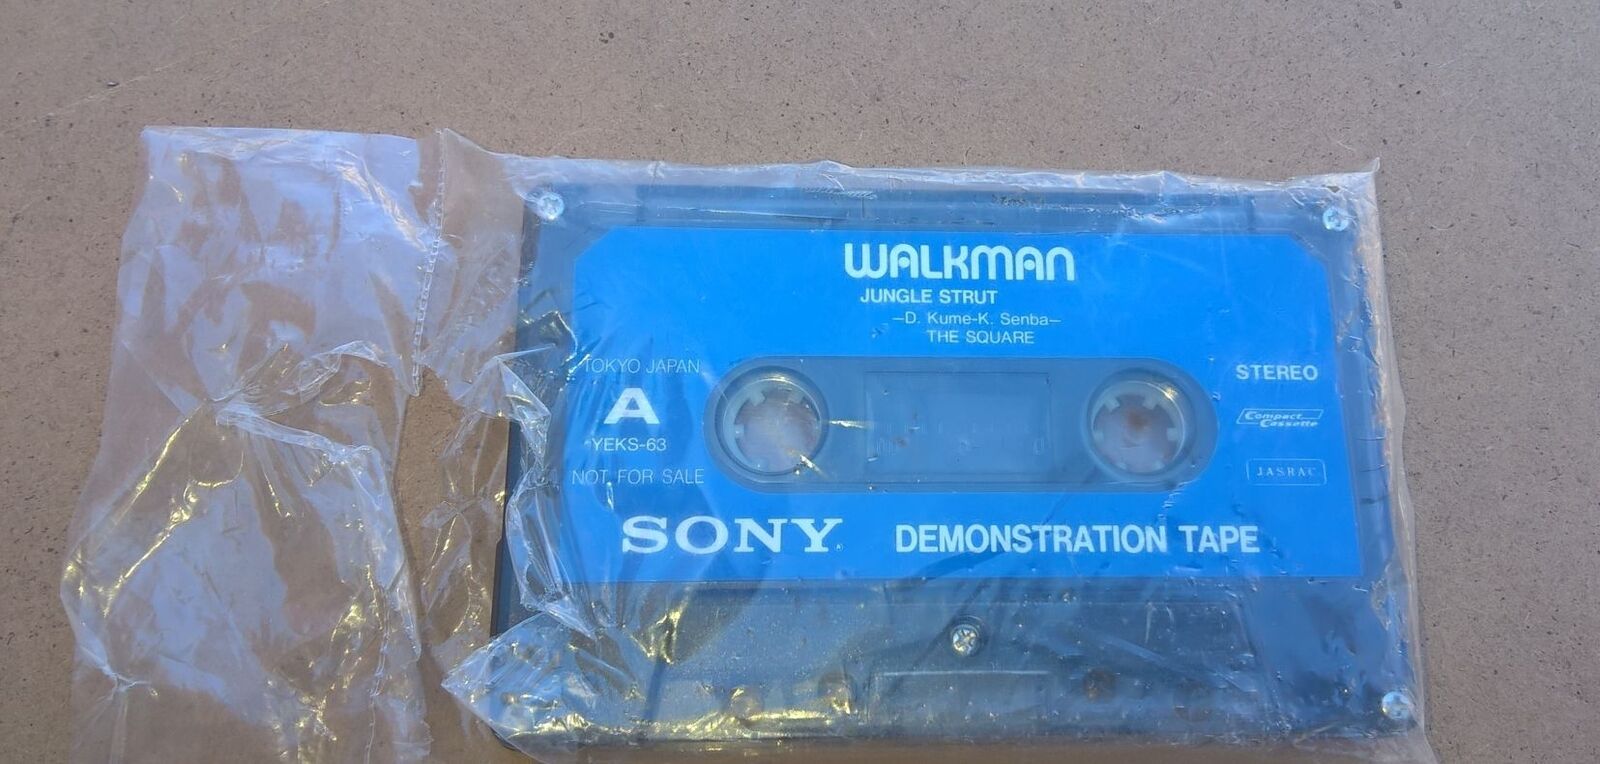 WALKMAN
JUNGLE STRUT
—D. Kume-K. Senba—
THE SQUARE
TOKYO JAPAN
A
YEKS-63
NOT FOR SALE
STEREO
Compact
Cassette
JASRAC
SONY®
DEMONSTRATION TAPE